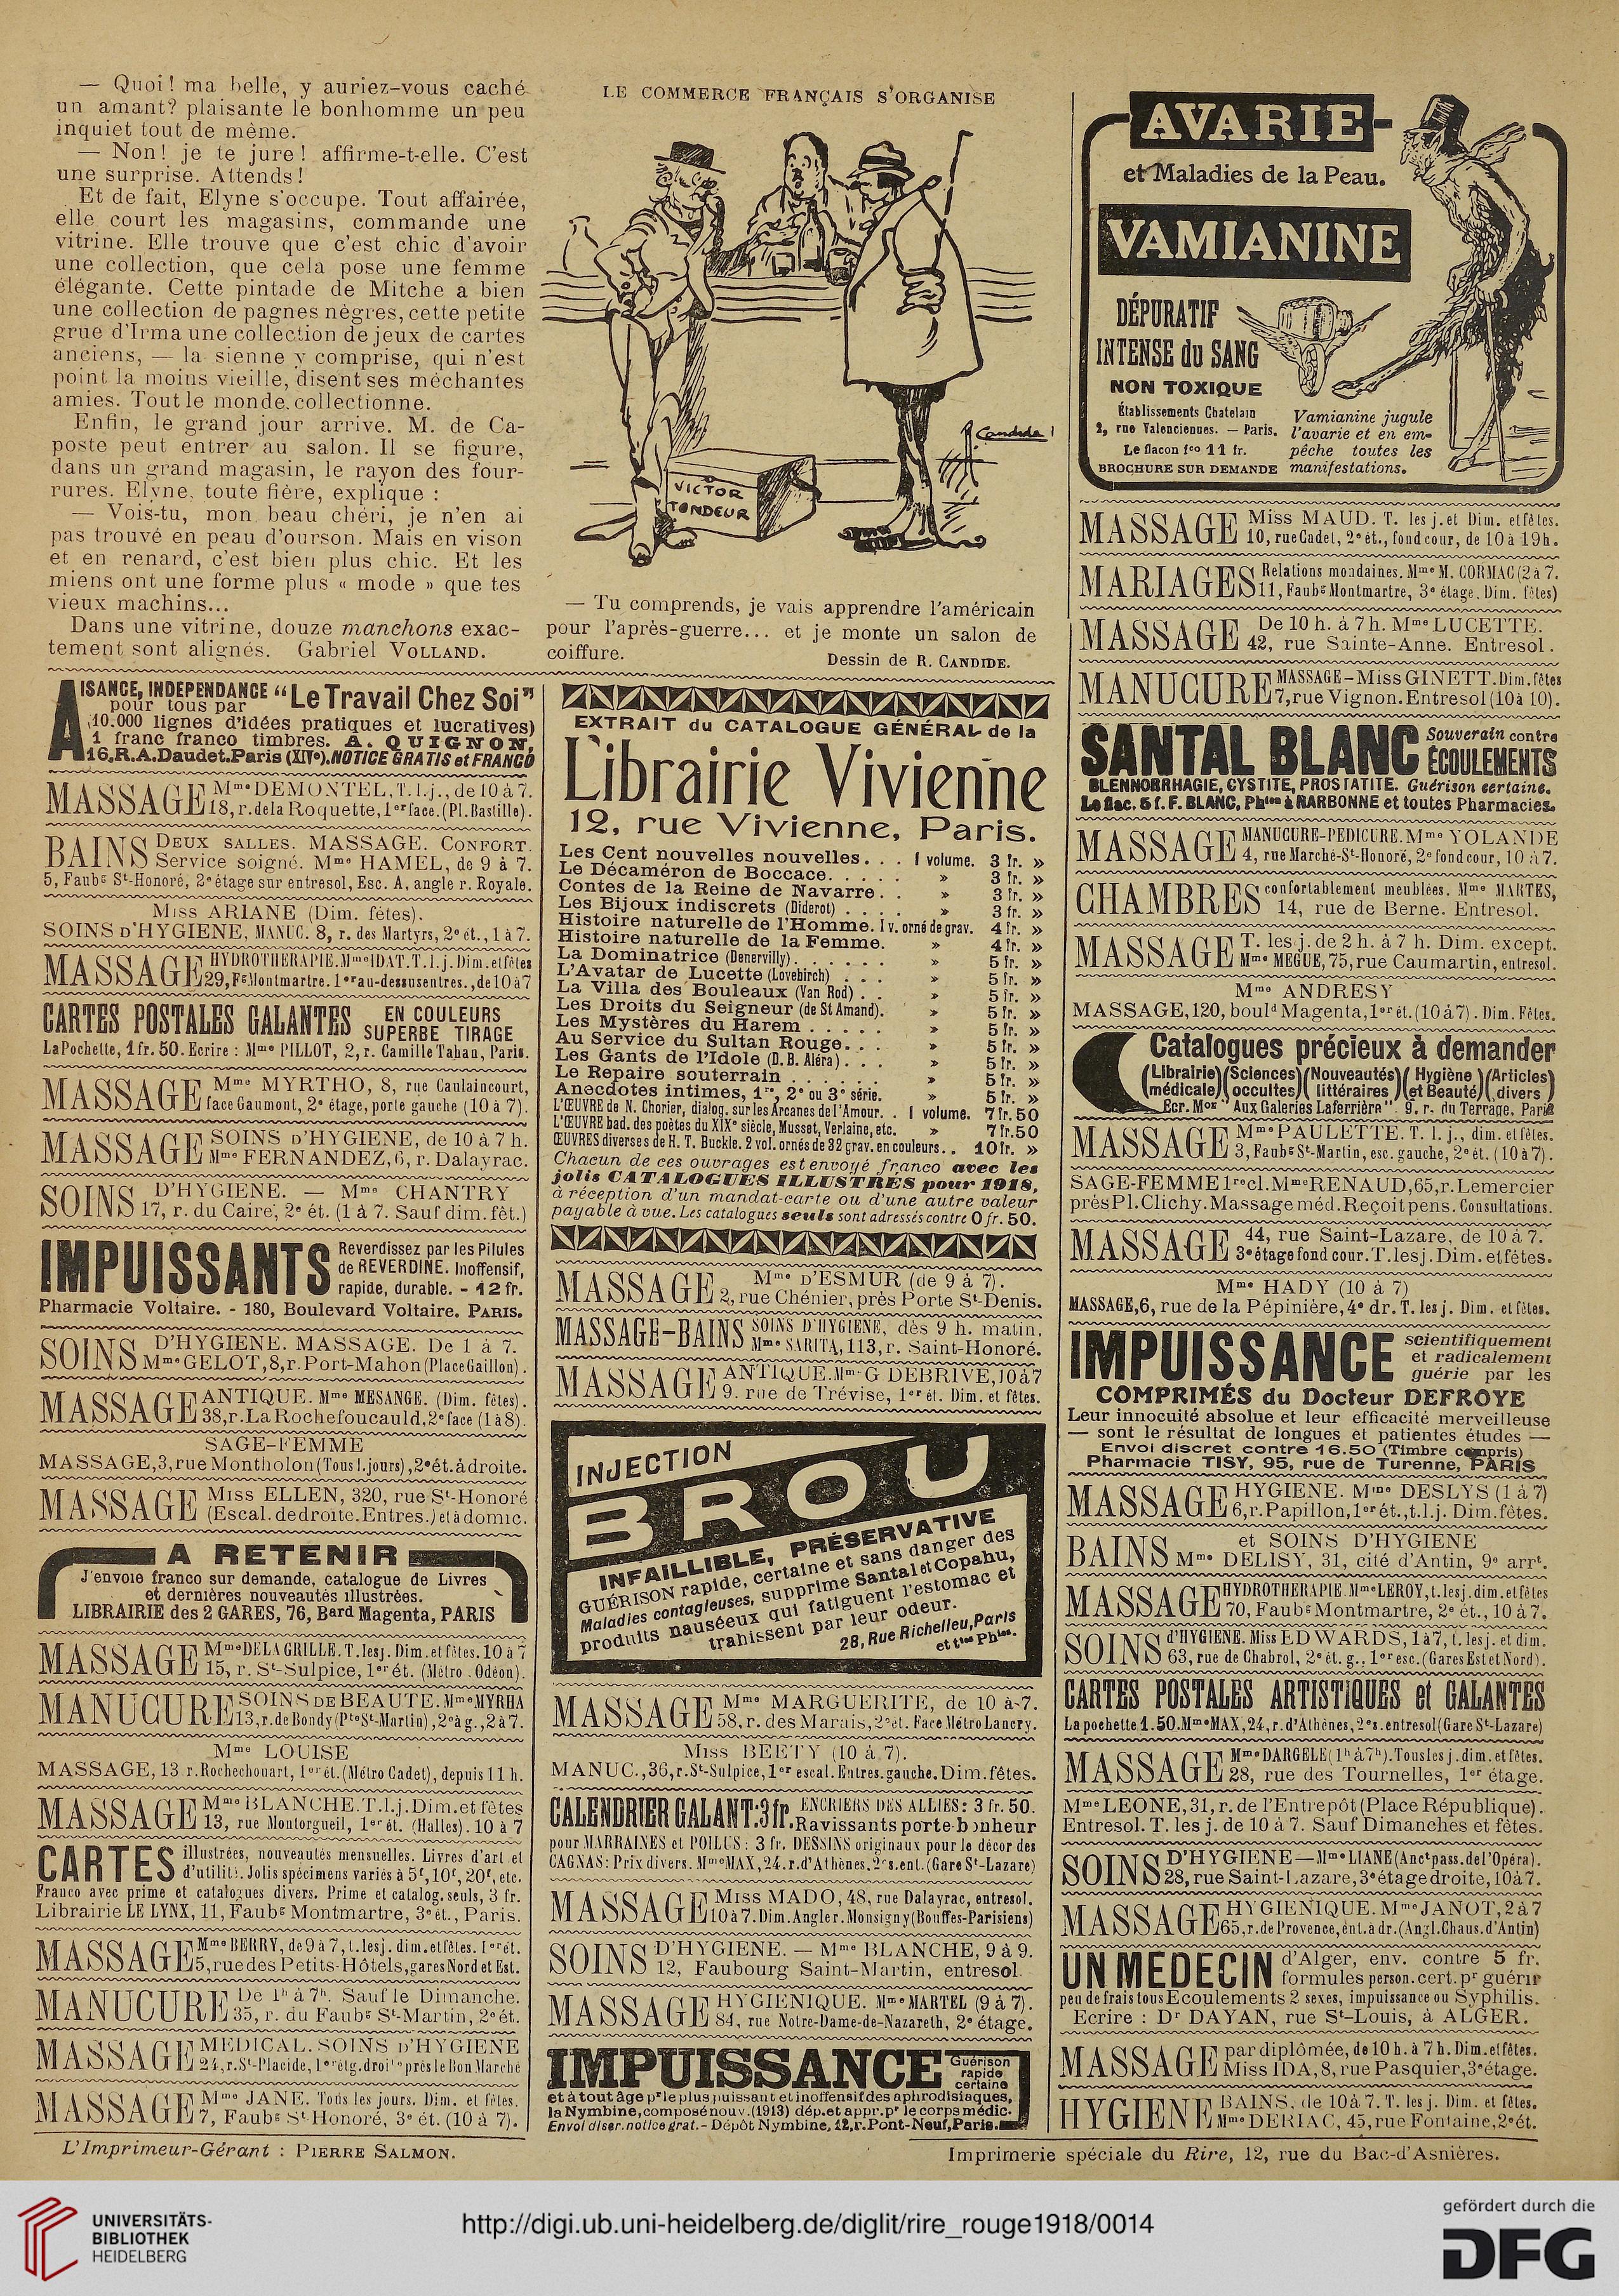 — Quoi! ma belle, y auriez-vous caché
un amant? plaisante le bonhomme un peu
inquiet tout de même.
— Non! je te jure! affirme-t-elle. C'est
une surprise. Attends!
Et de fait, Elyne s'occupe. Tout affairée,
elle court les magasins, commande une
vitrine. Elle trouve que c'est chic d'avoir
une collection, que cela pose une femme
élégante. Cette pintade de Mitche a bien
une collection de pagnes nègres, cette petite
grue d'Irma une collection de jeux de cartes
anciens, — la sienne y comprise, qui n'est
point la moins vieille, disent ses méchantes
amies. Tout le monde collectionne.
Enfin, le grand jour arrive. M. de Ca-
poste peut entrer au salon. Il se figure,
dans un grand magasin, le rayon des four-
rures. Elyne, toute fière, explique :
— Vois-tu, mon beau chéri, je n'en ai
pas trouvé en peau d'ourson. Mais en vison
et en renard, c'est bien plus chic. Et les
miens ont une forme plus « mode » que tes
vieux machins...
Dans une vitrine, douze manchons exac-
tement sont alignés. Gabriel VOLLAND.
LE COMMERCE FRANÇAIS S'ORGANISE
VICTOR
TONDEUR
Candide
— Tu comprends, je vais apprendre l'américain
pour l'après-guerre... et je monte un salon de
coiffure.
Dessin de R. CANDIDE.
AVARIE
et Maladies de la Peau.
VAMIANINE
DÉPURATIF
INTENSE du SANG
NON TOXIQUE
Établissements Chatelain
2, rue Valenciennes. — Paris.
Le flacon fco 11 fr.
BROCHURE SUR DEMANDE
Vamianine jugule
l'avarie et en em-
pêche toutes les
manifestations.
AISANCE, INDEPENDANCE "Le Travail Chez Soi"
pour tous par
(10.000 lignes d'idées pratiques et lucratives)
1 franc franco timbres. A. QUIGNON,
16, R. A. Daudet. Paris (XIVe). NOTICE GRATIS et FRANCO
MASSAGE Mme DEMONTEL, T. l. j., de 10 à 7.
18, r. de la Roquette, 1er face. (Pl. Bastille).
BAINS DEUX SALLES. MASSAGE. CONFORT.
Service soigné. Mme HAMEL, de 9 à 7.
5, Faubg St-Honoré, 2e étage sur entresol, Esc. A, angle r. Royale.
Miss ARIANE (Dim. fêtes).
SOINS D'HYGIENE, MANUC. 8, r. des Martyrs, 2e ét., 1 à 7.
MASSAGE HYDROTHERAPIE. Mme IDAT. T. l. j. Dim. et fêtes
29, Fg Montmartre. 1er au-dessus entres., de 10 à 7
CARTES POSTALES GALANTES EN COULEURS
SUPERBE TIRAGE
La Pochette, 1 fr. 50. Ecrire : Mme PILLOT, 2, r. Camille Tahan, Paris.
MASSAGE Mme MYRTHO, 8, rue Caulaincourt,
face Gaumont, 2e étage, porte gauche (10 à 7).
MASSAGE SOINS D'HYGIENE, de 10 à 7 h.
Mme FERNANDEZ, 6, r. Dalayrac.
SOINS D'HYGIENE. — Mme CHANTRY
17, r. du Caire, 2e ét. (1 à 7. Sauf dim. fêt.)
IMPUISSANTS Reverdissez par les Pilules
de REVERDINE. Inoffensif,
rapide, durable. - 12 fr.
Pharmacie Voltaire. - 180, Boulevard Voltaire. PARIS.
SOINS D'HYGIENE. MASSAGE. De 1 à 7.
Mme GELOT, 8, r. Port-Mahon (Place Gaillon).
MASSAGE ANTIQUE. Mme MESANGE. (Dim. fêtes).
38, r. La Rochefoucauld, 2e face (1 à 8).
SAGE-FEMME
MASSAGE, 3, rue Montholon (Tous l. jours), 2e ét. à droite.
MASSAGE Miss ELLEN, 320, rue St-Honoré
(Escal. de droite. Entres.) et à domic.
A RETENIR
J'envoie franco sur demande, catalogue de Livres
et dernières nouveautés illustrées.
LIBRAIRIE des 2 GARES, 76, Bard Magenta, PARIS
MASSAGE Mme DELAGRILLE. T. les j. Dim. et fêtes. 10 à 7
15, r. St-Sulpice, 1er ét. (Métro Odéon).
MANUCURE SOINS DE BEAUTE. Mme MYRHA
13, r. de Bondy (Pte St-Martin), 2e à g., 2 à 7.
Mme LOUISE
MASSAGE, 13 r. Rochechouart, 1er ét. (Métro Cadet), depuis 11 h.
MASSAGE Mme BLANCHE. T. l. j. Dim. et fêtes
13, rue Montorgueil, 1er ét. (Halles). 10 à 7
CARTES illustrées, nouveautés mensuelles. Livres d'art et
d'utilité. Jolis spécimens variés à 5f, 10f, 20f, etc.
Franco avec prime et catalogues divers. Prime et catalog. seuls, 3 fr.
Librairie LE LYNX, 11, Faubg Montmartre, 3e ét., Paris.
MASSAGE Mme BERRY, de 9 à 7, t. les j. dim. et fêtes. 1er ét.
5, rue des Petits-Hôtels, gares Nord et Est.
MANUCURE De 1h à 7h. Sauf le Dimanche.
35, r. du Faubg St-Martin, 2e ét.
MASSAGE MEDICAL. SOINS D'HYGIENE
24, r. St-Placide, 1er étg. droite près le Bon Marché
MASSAGE Mme JANE. Tous les jours. Dim. et fêtes.
7, Faubg St-Honoré, 3e ét. (10 à 7).
EXTRAIT du CATALOGUE GÉNÉRAL de la
Librairie Vivienne
12, rue Vivienne, Paris.
Les Cent nouvelles nouvelles... 1 volume. 3 fr. »
Le Décaméron de Boccace..... » 3 fr. »
Contes de la Reine de Navarre.. » 3 fr. »
Les Bijoux indiscrets (Diderot).... » 3 fr. »
Histoire naturelle de l'Homme. 1 v. orné de grav. 4 fr. »
Histoire naturelle de la Femme. » 4 fr. »
La Dominatrice (Denervilly)...... » 5 fr. »
L'Avatar de Lucette (Lovebirch)... » 5 fr. »
La Villa des Bouleaux (Van Rod).. » 5 fr. »
Les Droits du Seigneur (de St Amand). » 5 fr. »
Les Mystères du Harem..... » 5 fr. »
Au Service du Sultan Rouge... » 5 fr. »
Les Gants de l'Idole (D. B. Aléra)... » 5 fr. »
Le Repaire souterrain...... » 5 fr. »
Anecdotes intimes, 1re, 2e ou 3e série. » 5 fr. »
L'ŒUVRE de N. Chorier, dialog. sur les Arcanes de l'Amour.. 1 volume. 7 fr. 50
L'ŒUVRE bad. des poètes du XIXe siècle, Musset, Verlaine, etc. » 7 fr. 50
ŒUVRES diverses de H. T. Buckle. 2 vol. ornés de 32 grav. en couleurs.. 10 fr. »
Chacun de ces ouvrages est envoyé franco avec les
jolis CATALOGUES ILLUSTRÉS pour 1918,
à réception d'un mandat-carte ou d'une autre valeur
payable à vue. Les catalogues seuls sont adressés contre 0 fr. 50.
MASSAGE Mme D'ESMUR (de 9 à 7).
2, rue Chénier, près Porte St-Denis.
MASSAGE-BAINS SOINS D'HYGIENE, dès 9 h. matin.
Mme SARITA, 113, r. Saint-Honoré.
MASSAGE ANTIQUE. Mme G DEBRIVE, 10 à 7
9, rue de Trévise, 1er ét. Dim. et fêtes.
INJECTION
BROU
INFAILLIBLE, PRÉSERVATIVE
GUÉRISON rapide, certaine et sans danger des
Maladies contagieuses, supprime Santal et Copahu,
produits nauséeux qui fatiguent l'estomac et
trahissent par leur odeur.
28, Rue Richelieu, Paris
et ttes Phies.
MASSAGE Mme MARGUERITE, de 10 à 7.
58, r. des Marais, 2e ét. Face Métro Lancry.
Miss BEETY (10 à 7).
MANUC., 36, r. St-Sulpice, 1er escal. Entres. gauche. Dim. fêtes.
CALENDRIER GALANT: 3 fr. ENCRIERS DES ALLIES: 3 fr. 50.
Ravissants porte-bonheur
pour MARRAINES et POILUS : 3 fr. DESSINS originaux pour le décor des
CAGNAS : Prix divers. Mme MAX, 24, r. d'Athènes. 2e s. ent. (Gare St-Lazare)
MASSAGE Miss MADO, 48, rue Dalayrac, entresol.
10 à 7. Dim. Angle r. Monsigny (Bouffes-Parisiens)
SOINS D'HYGIENE. — Mme BLANCHE, 9 à 9.
12, Faubourg Saint-Martin, entresol.
MASSAGE HYGIENIQUE. Mme MARTEL (9 à 7).
84, rue Notre-Dame-de-Nazareth, 2e étage.
IMPUISSANCE Guérison
rapide
certaine
et à tout âge pr le plus puissant et inoffensif des aphrodisiaques,
la Nymbine, composé nouv. (1913) dép. et appr. pr le corps médic.
Envoi discr. notice grat. - Dépôt Nymbine, 12, r. Pont-Neuf, Paris.
MASSAGE Miss MAUD. T. les j. et Dim. et fêtes.
10, rue Cadet, 2e ét., fond cour, de 10 à 19 h.
MARIAGES Relations mondaines. Mme M. CORMAC (2 à 7.
11, Faubg Montmartre, 3e étage. Dim. fêtes)
MASSAGE De 10 h. à 7 h. Mme LUCETTE.
42, rue Sainte-Anne. Entresol.
MANUCURE MASSAGE - Miss GINETT. Dim. fêtes
7, rue Vignon. Entresol (10 à 10).
SANTAL BLANC Souverain contre
ÉCOULEMENTS
BLENNORRHAGIE, CYSTITE, PROSTATITE. Guérison certaine.
Le flac. 5 f. F. BLANC, Phien à NARBONNE et toutes Pharmacies.
MASSAGE MANUCURE-PEDICURE. Mme YOLANDE
4, rue Marché-St-Honoré, 2e fond cour, 10 à 7.
CHAMBRES confortablement meublées. Mme MARTES,
14, rue de Berne. Entresol.
MASSAGE T. les j. de 2 h. à 7 h. Dim. except.
Mme MEGUE, 75, rue Caumartin, entresol.
Mme ANDRESY
MASSAGE, 120, bould Magenta, 1er ét. (10 à 7). Dim. Fêtes.
Catalogues précieux à demander
(Librairie médicale) (Sciences occultes) (Nouveautés littéraires) (Hygiène et Beauté) (Articles divers)
Ecr. Mon "Aux Galeries Laferrière". 9, r. du Terrage, Paris
MASSAGE Mme PAULETTE. T. l. j., dim. et fêtes.
3, Faubg St-Martin, esc. gauche, 2e ét. (10 à 7).
SAGE-FEMME 1re cl. Mme RENAUD, 65, r. Lemercier
près Pl. Clichy. Massage méd. Reçoit pens. Consultations.
MASSAGE 44, rue Saint-Lazare, de 10 à 7.
3e étage fond cour. T. les j. Dim. et fêtes.
Mme HADY (10 à 7)
MASSAGE, 6, rue de la Pépinière, 4e dr. T. les j. Dim. et fêtes.
IMPUISSANCE scientifiquement
et radicalement
guérie par les
COMPRIMÉS du Docteur DEFROYE
Leur innocuité absolue et leur efficacité merveilleuse
— sont le résultat de longues et patientes études —
Envoi discret contre 16.50 (Timbre compris)
Pharmacie TISY, 95, rue de Turenne, PARIS
MASSAGE HYGIENE. Mme DESLYS (1 à 7)
6, r. Papillon, 1er ét., t. l. j. Dim. fêtes.
BAINS et SOINS D'HYGIENE
Mme DELISY, 31, cité d'Antin, 9e arrt.
MASSAGE HYDROTHERAPIE. Mme LEROY, t. les j. dim. et fêtes
70, Faubg Montmartre, 2e ét., 10 à 7.
SOINS d'HYGIENE. Miss EDWARDS, 1 à 7, t. les j. et dim.
63, rue de Chabrol, 2e ét. g., 1er esc. (Gares Est et Nord).
CARTES POSTALES ARTISTIQUES et GALANTES
La pochette 1.50. Mme MAX, 24, r. d'Athènes, 2e s. entresol (Gare St-Lazare)
MASSAGE Mme DARGELE (1h à 7h). Tous les j. dim. et fêtes.
28, rue des Tournelles, 1er étage.
Mme LEONE, 31, r. de l'Entrepôt (Place République).
Entresol. T. les j. de 10 à 7. Sauf Dimanches et fêtes.
SOINS D'HYGIENE — Mme LIANE (Anct pass. de l'Opéra).
28, rue Saint-Lazare, 3e étage droite, 10 à 7.
MASSAGE HYGIENIQUE. Mme JANOT, 2 à 7
65, r. de Provence, ent. à dr. (Angl. Chaus. d'Antin)
UN MEDECIN d'Alger, env. contre 5 fr.
formules person. cert. pr guérir
peu de frais tous Ecoulements 2 sexes, impuissance ou Syphilis.
Ecrire : Dr DAYAN, rue St-Louis, à ALGER.
MASSAGE par diplômée, de 10 h. à 7 h. Dim. et fêtes.
Miss IDA, 8, rue Pasquier, 3e étage.
HYGIENE BAINS, de 10 à 7. T. les j. Dim. et fêtes.
Mme DERIAC, 45, rue Fontaine, 2e ét.
L'Imprimeur-Gérant : PIERRE SALMON.
Imprimerie spéciale du Rire, 12, rue du Bac-d'Asnières.
UNIVERSITÄTS-
BIBLIOTHEK
HEIDELBERG
http://digi.ub.uni-heidelberg.de/diglit/rire_rouge1918/0014
gefördert durch die
DFG